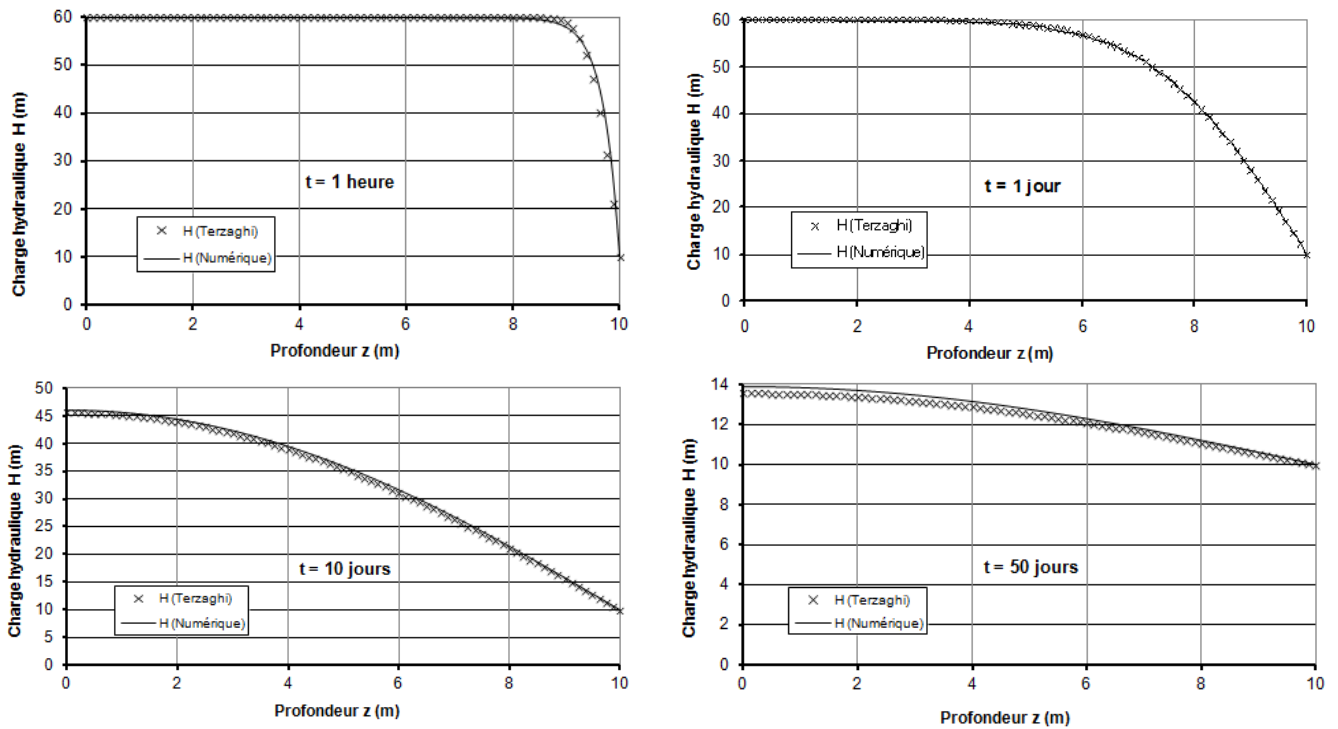 Charge hydraulique H (m)
60
50
40
30
20
10
0
t = 1 heure
H (Terzaghi)
H (Numérique)
0 2 4 6 8 10
Profondeur z (m)
Charge hydraulique H (m)
60
50
40
30
20
10
0
t = 1 jour
H (Terzaghi)
H (Numérique)
0 2 4 6 8 10
Profondeur z (m)
Charge hydraulique H (m)
50
45
40
35
30
25
20
15
10
5
0
t = 10 jours
H (Terzaghi)
H (Numérique)
0 2 4 6 8 10
Profondeur z (m)
Charge hydraulique H (m)
14
12
10
8
6
4
2
0
t = 50 jours
H (Terzaghi)
H (Numérique)
0 2 4 6 8 10
Profondeur z (m)